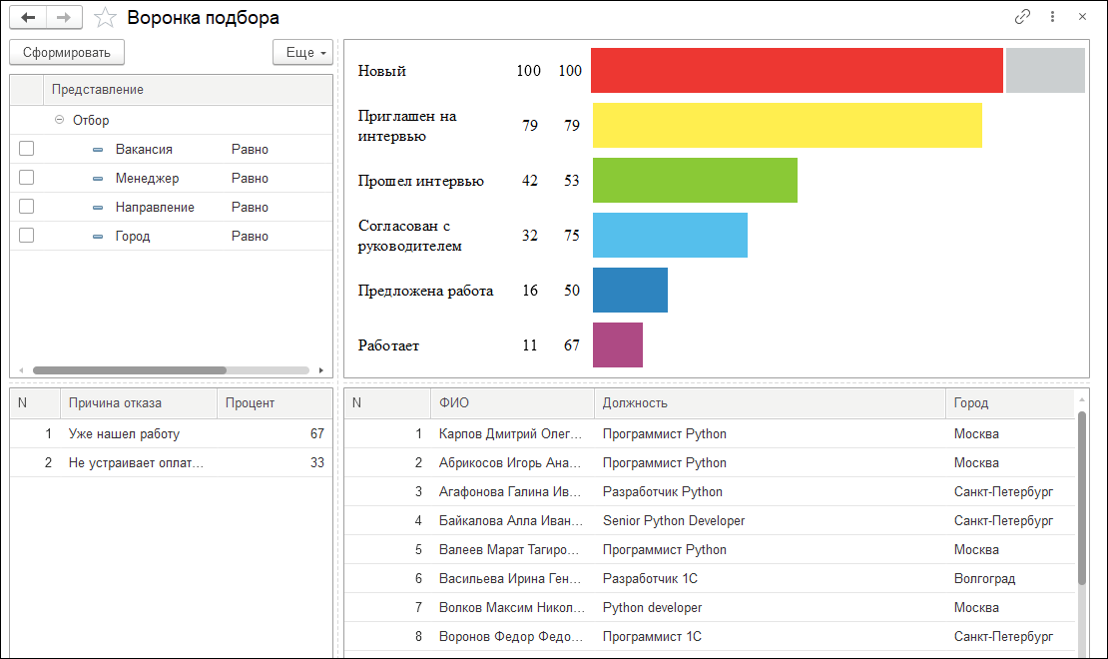 Воронка подбора
Сформировать
Еще
Представление
Отбор
Вакансия Равно
Менеджер Равно
Направление Равно
Город Равно
Новый 100 100
Приглашен на
интервью 79 79
Прошел интервью 42 53
Согласован с
руководителем 32 75
Предложена работа 16 50
Работает 11 67
N Причина отказа Процент
1 Уже нашел работу 67
2 Не устраивает оплат... 33
N ФИО Должность Город
1 Карпов Дмитрий Олег... Программист Python Москва
2 Абрикосов Игорь Ана... Программист Python Москва
3 Агафонова Галина Ив... Разработчик Python Санкт-Петербург
4 Байкалова Алла Иван... Senior Python Developer Санкт-Петербург
5 Валеев Марат Тагиро... Программист Python Москва
6 Васильева Ирина Ген... Разработчик 1С Волгоград
7 Волков Максим Никол... Python developer Москва
8 Воронов Федор Федо... Программист 1С Санкт-Петербург